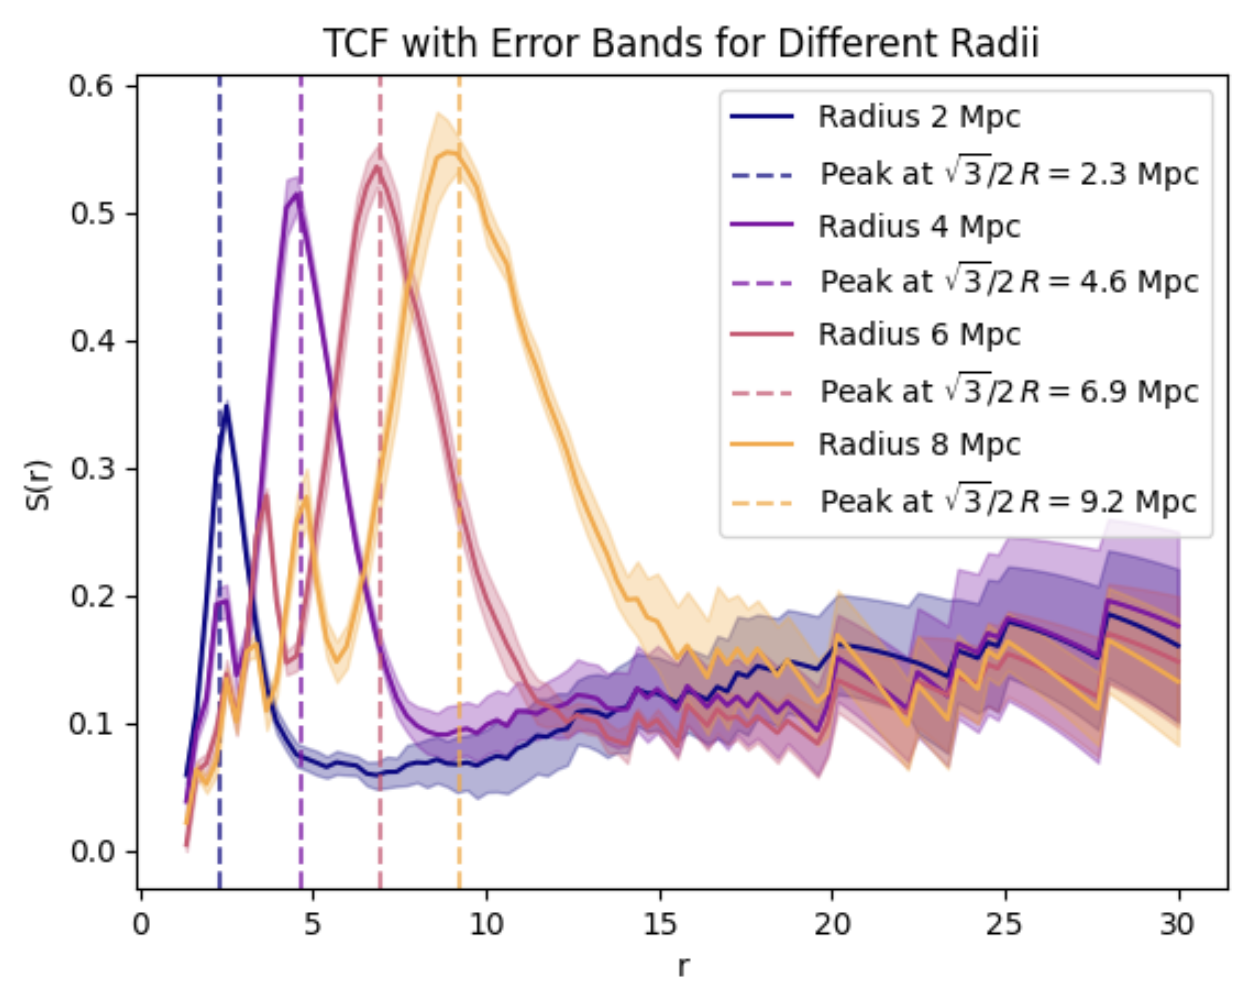 TCF with Error Bands for Different Radii
0.6
0.5
0.4
0.3
0.2
0.1
0.0
S(r)
0
5
10
15
20
25
30
r
Radius 2 Mpc
Peak at √3/2 R = 2.3 Mpc
Radius 4 Mpc
Peak at √3/2 R = 4.6 Mpc
Radius 6 Mpc
Peak at √3/2 R = 6.9 Mpc
Radius 8 Mpc
Peak at √3/2 R = 9.2 Mpc